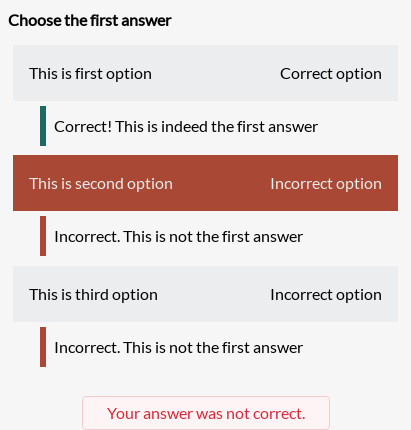 Choose the first answer
This is first option Correct option
Correct! This is indeed the first answer
This is second option Incorrect option
Incorrect. This is not the first answer
This is third option Incorrect option
Incorrect. This is not the first answer
Your answer was not correct.